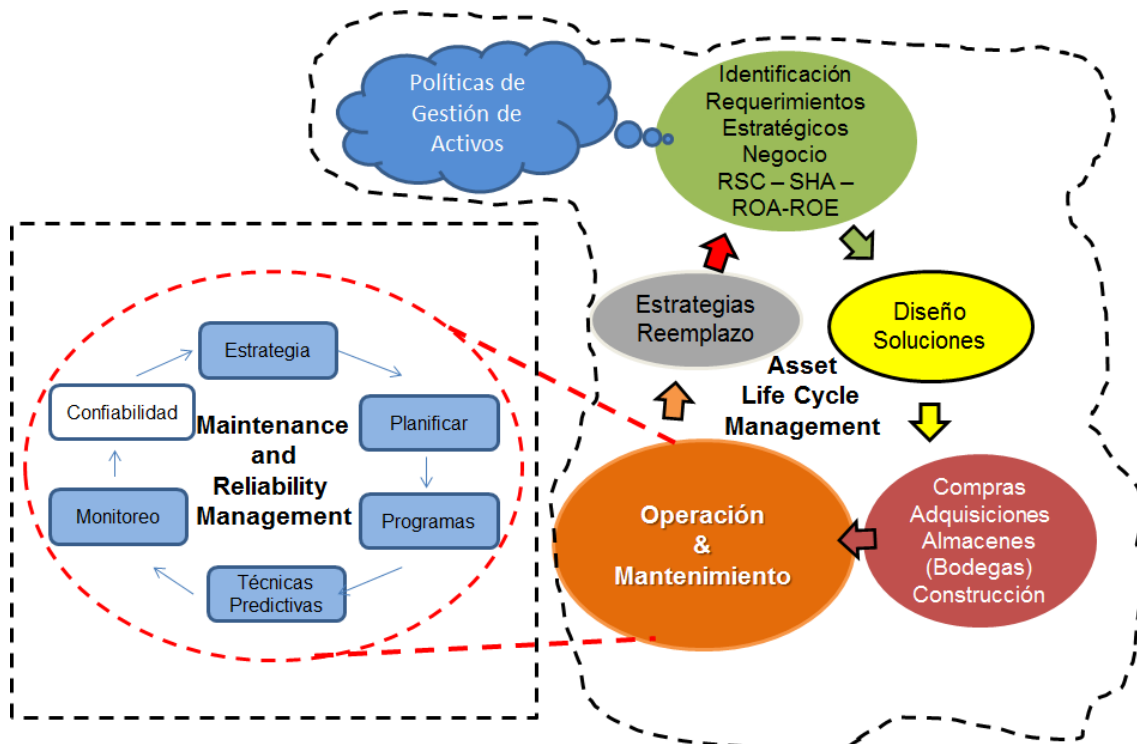 Políticas de
Gestión de
Activos
Identificación
Requerimientos
Estratégicos
Negocio
RSC – SHA –
ROA-ROE
Diseño
Soluciones
Compras
Adquisiciones
Almacenes
(Bodegas)
Construcción
Operación
&
Mantenimiento
Estrategias
Reemplazo
Asset
Life Cycle
Management
Estrategia
Planificar
Programas
Técnicas
Predictivas
Monitoreo
Confiabilidad
Maintenance
and
Reliability
Management